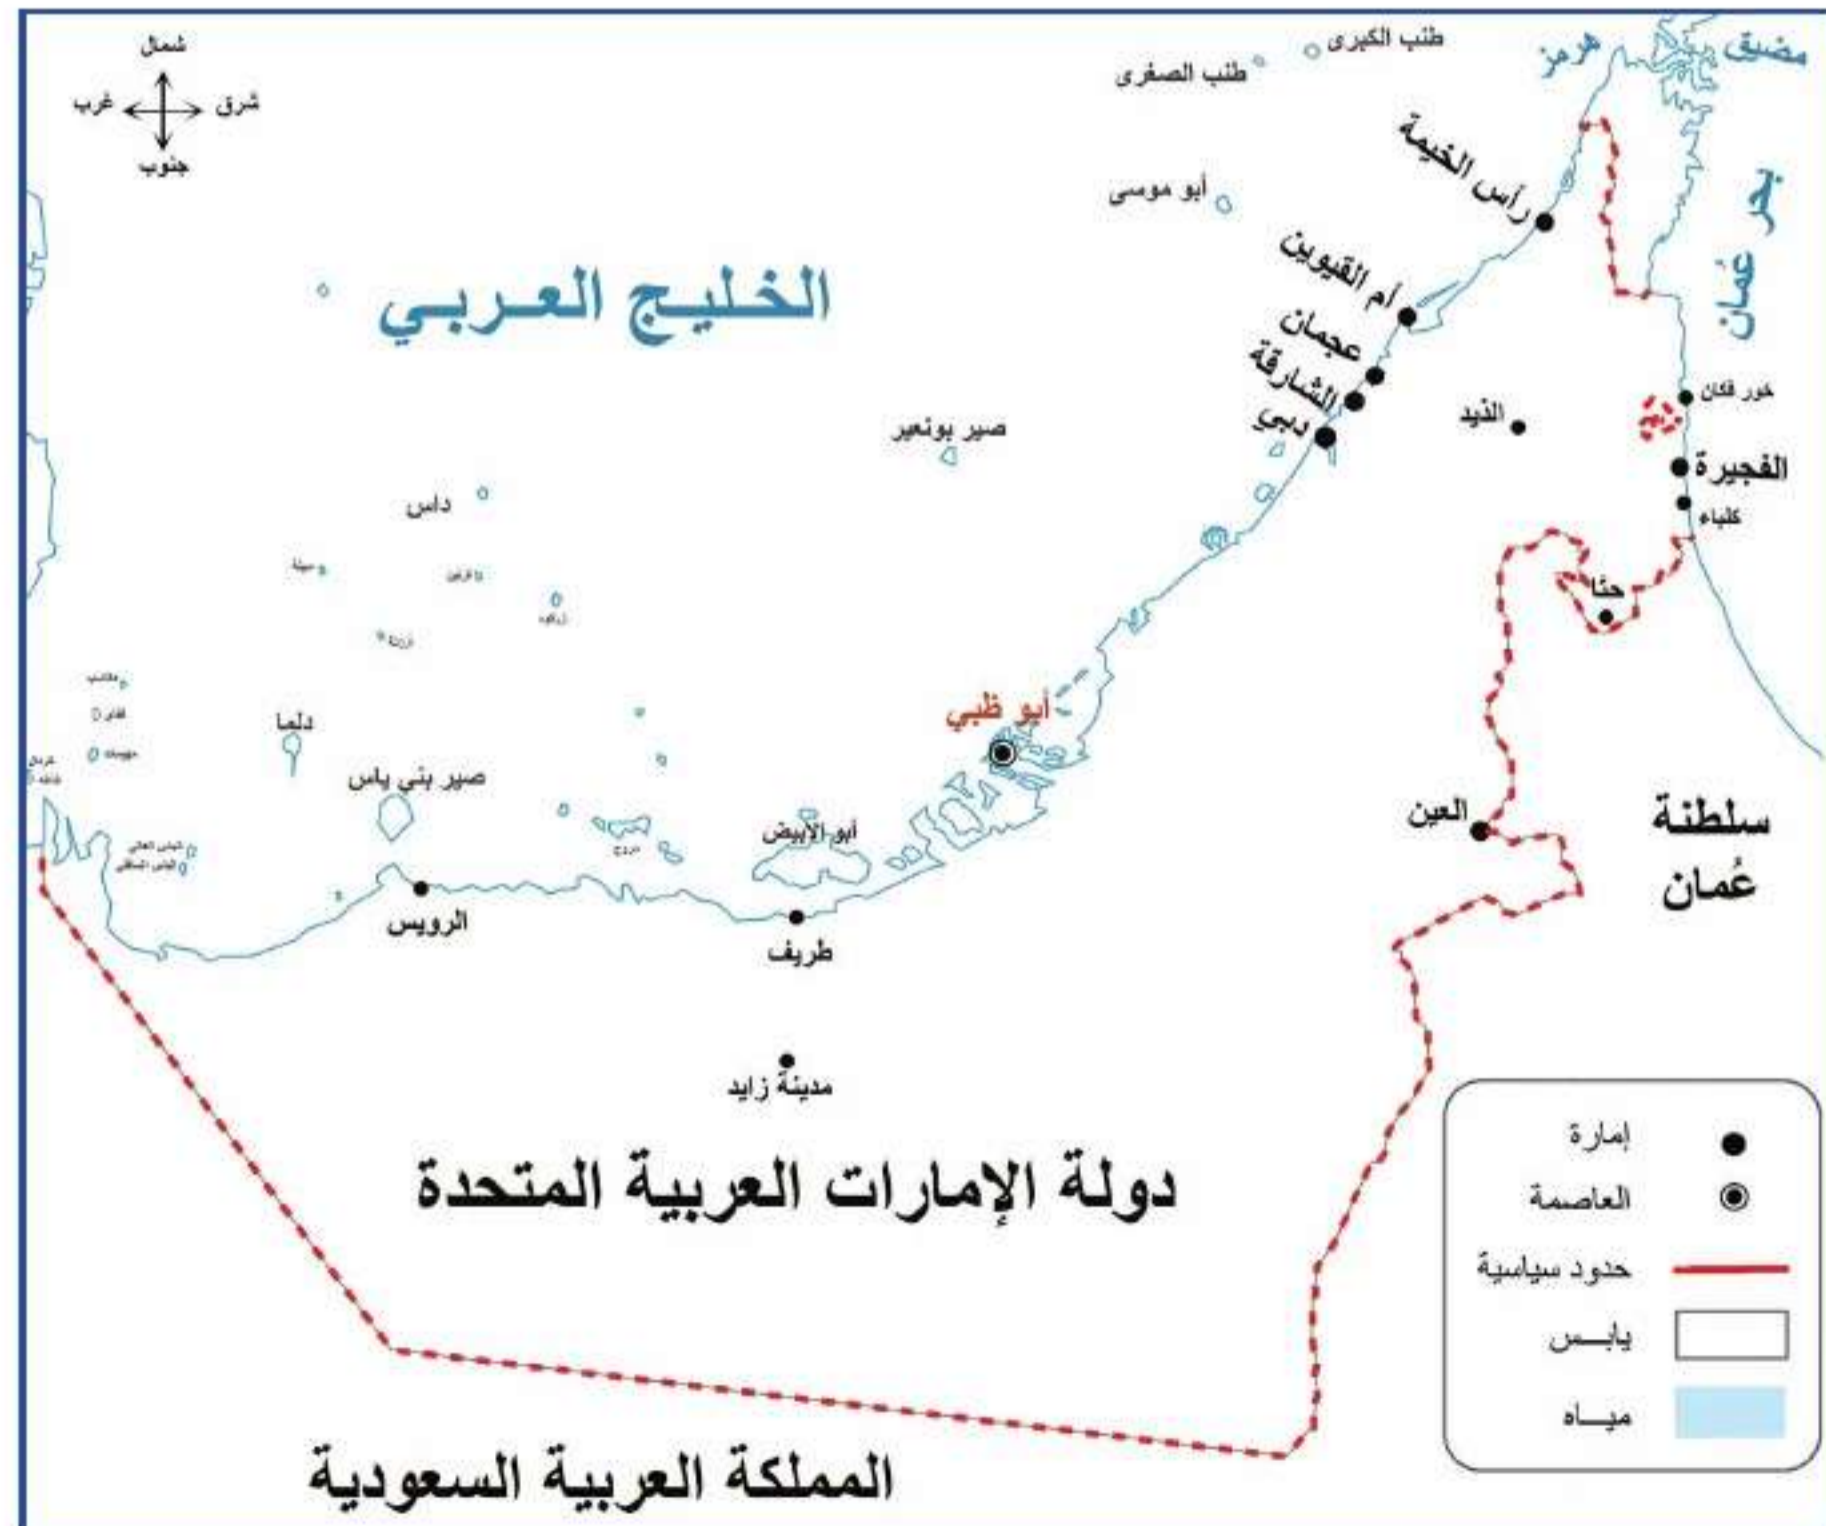 شمال
غرب
شرق
جنوب
طنب الكبرى
طنب الصغرى
مضيق
هرمز
رأس الخيمة
أبو موسى
بحر عُمان
أم القيوين
الخليج العربي
عجمان
الشارقة
دبي
خور فكان
الذيد
صير بونعير
الفجيرة
داس
كلباء
حتا
أبو ظبي
دلما
صير بني ياس
أبو الابيض
العين
سلطنة
عُمان
الرويس
طريف
مدينة زايد
دولة الإمارات العربية المتحدة
المملكة العربية السعودية
إمارة
العاصمة
حدود سياسية
يابس
مياه